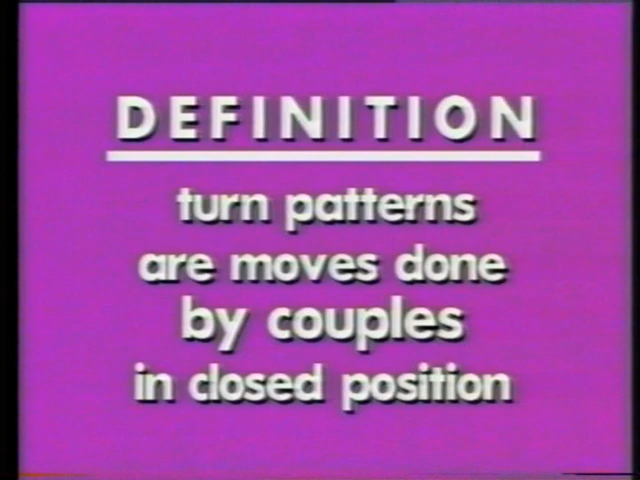 DEFINITION
turn patterns
are moves done
by couples
in closed position